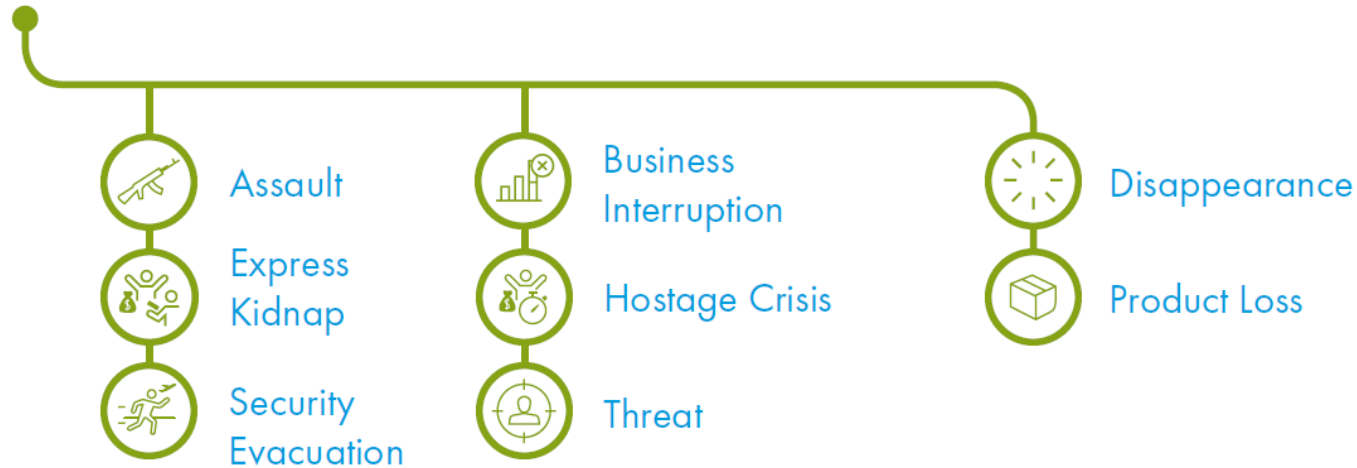 Assault
Express
Kidnap
Security
Evacuation
Business
Interruption
Hostage Crisis
Threat
Disappearance
Product Loss